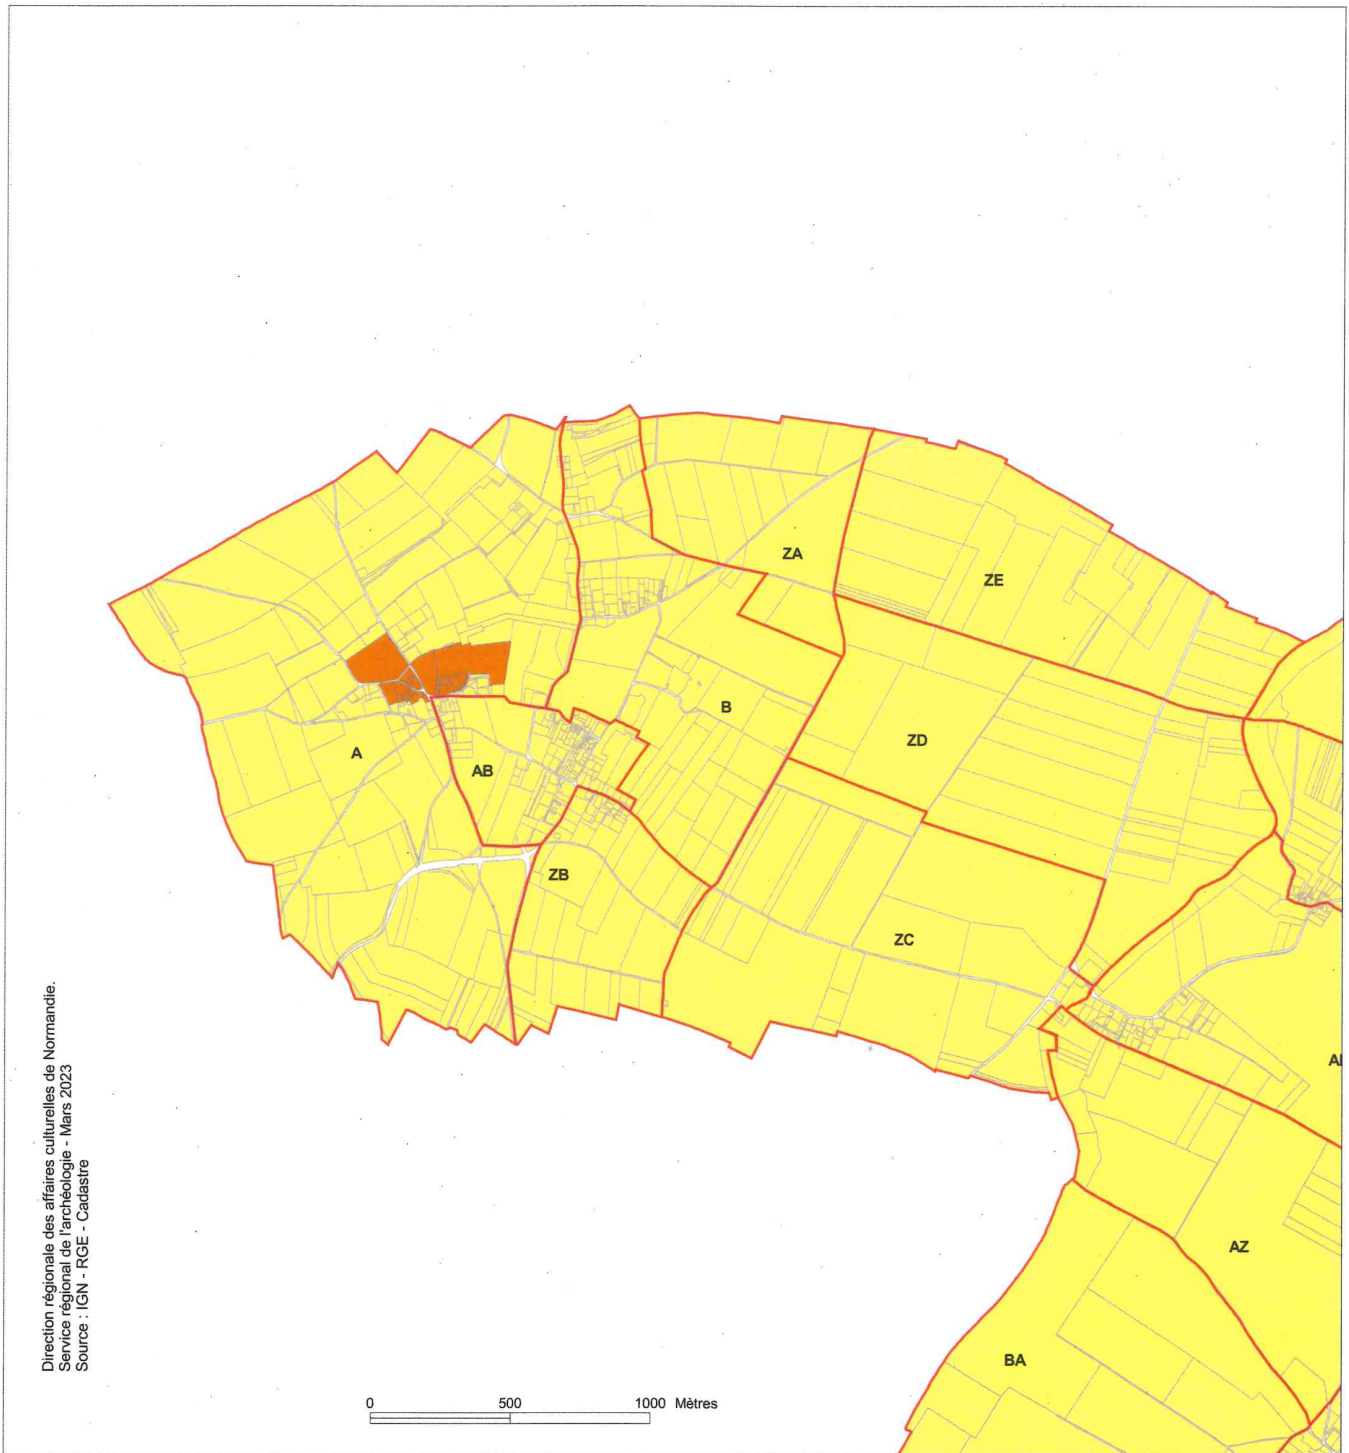 ZA
ZE
B
ZD
A
AB
ZB
ZC
AZ
BA
Direction régionale des affaires culturelles de Normandie.
Service régional de l'archéologie - Mars 2023
Source : IGN - RGE - Cadastre
0 500 1000 Mètres